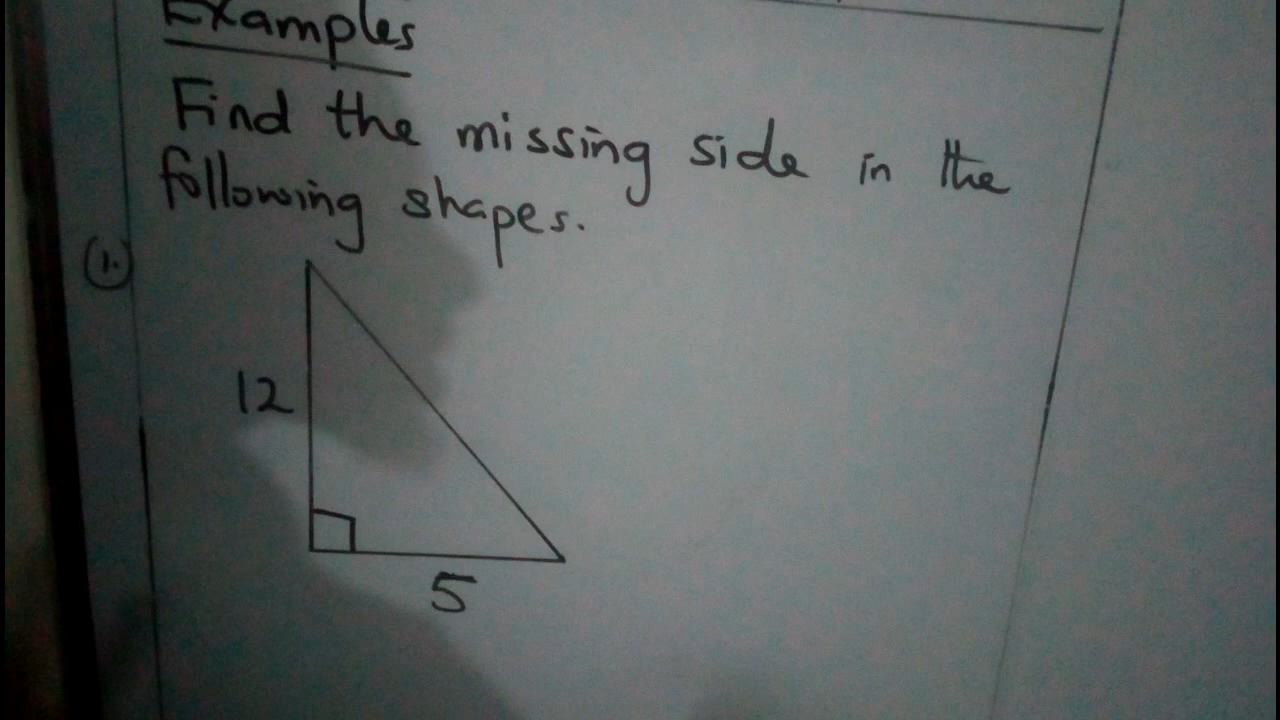 Examples
Find the missing side in the
following shapes.
1.
12
5